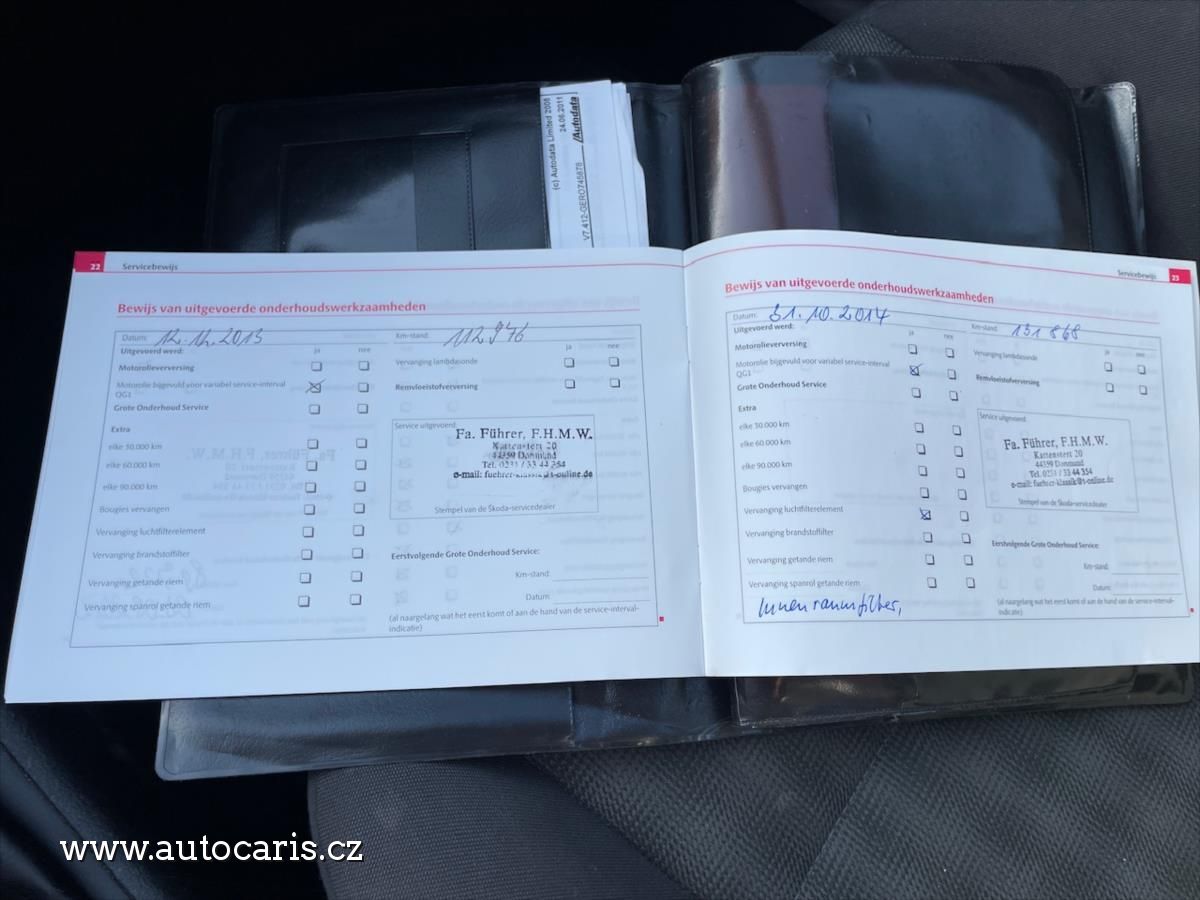 (c) Autodata Limited 2008
24.06.2011
V7.412-GERO745878
Autodata
22 Servicebewijs
Bewijs van uitgevoerde onderhoudswerkzaamheden
Datum: 12.12.2013
Km-stand: 112 946
Uitgevoerd werd:
ja nee
ja nee
Motorolieverversing
Vervanging lambdasonde
Motorolie bijgevuld voor variabel service-interval
QG1
Remvloeistofverversing
Grote Onderhoud Service
Extra
Service uitgevoerd:
Fa. Führer, F.H.M.W.
Kattenstert 20
44359 Dortmund
Tel. 0231 / 33 44 354
e-mail: fuehrer-klassik@t-online.de
elke 30.000 km
elke 60.000 km
elke 90.000 km
Bougies vervangen
Stempel van de Škoda-servicedealer
Vervanging luchtfilterelement
Vervanging brandstoffilter
Eerstvolgende Grote Onderhoud Service:
Vervanging getande riem
Km-stand:
Vervanging spanrol getande riem
Datum:
(al naargelang wat het eerst komt of aan de hand van de service-interval-
indicatie)
Servicebewijs 23
Bewijs van uitgevoerde onderhoudswerkzaamheden
Datum: 31.10.2014
Km-stand: 131 868
Uitgevoerd werd:
ja nee
ja nee
Motorolieverversing
Vervanging lambdasonde
Motorolie bijgevuld voor variabel service-interval
QG1
Remvloeistofverversing
Grote Onderhoud Service
Extra
Service uitgevoerd:
Fa. Führer, F.H.M.W.
Kattenstert 20
44359 Dortmund
Tel. 0231 / 33 44 354
e-mail: fuehrer-klassik@t-online.de
elke 30.000 km
elke 60.000 km
elke 90.000 km
Bougies vervangen
Stempel van de Škoda-servicedealer
Vervanging luchtfilterelement
Vervanging brandstoffilter
Eerstvolgende Grote Onderhoud Service:
Vervanging getande riem
Km-stand:
Vervanging spanrol getande riem
Datum:
Innenraumfilter,
(al naargelang wat het eerst komt of aan de hand van de service-interval-
indicatie)
www.autocaris.cz